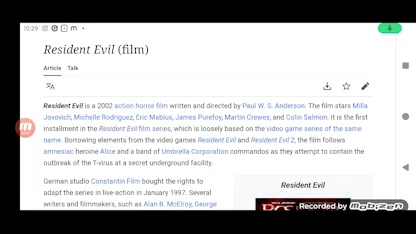 10:29
Resident Evil (film)
Article Talk
Resident Evil is a 2002 action horror film written and directed by Paul W. S. Anderson. The film stars Milla
Jovovich, Michelle Rodriguez, Eric Mabius, James Purefoy, Martin Crewes, and Colin Salmon. it is the first
installment in the Resident Evil film series, which is loosely based on the video game series of the same
name. Borrowing elements from the video games Resident Evil and Resident Evil 2, the film follows
amnesiac heroine Alice and a band of Umbrella Corporation commandos as they attempt to contain the
outbreak of the T-virus at a secret underground facility.
German studio Constantin Film bought the rights to
adapt the series in live-action in January 1997. Several
writers and filmmakers, such as Alan B. McElroy, George
Resident Evil
Recorded by
mobizen